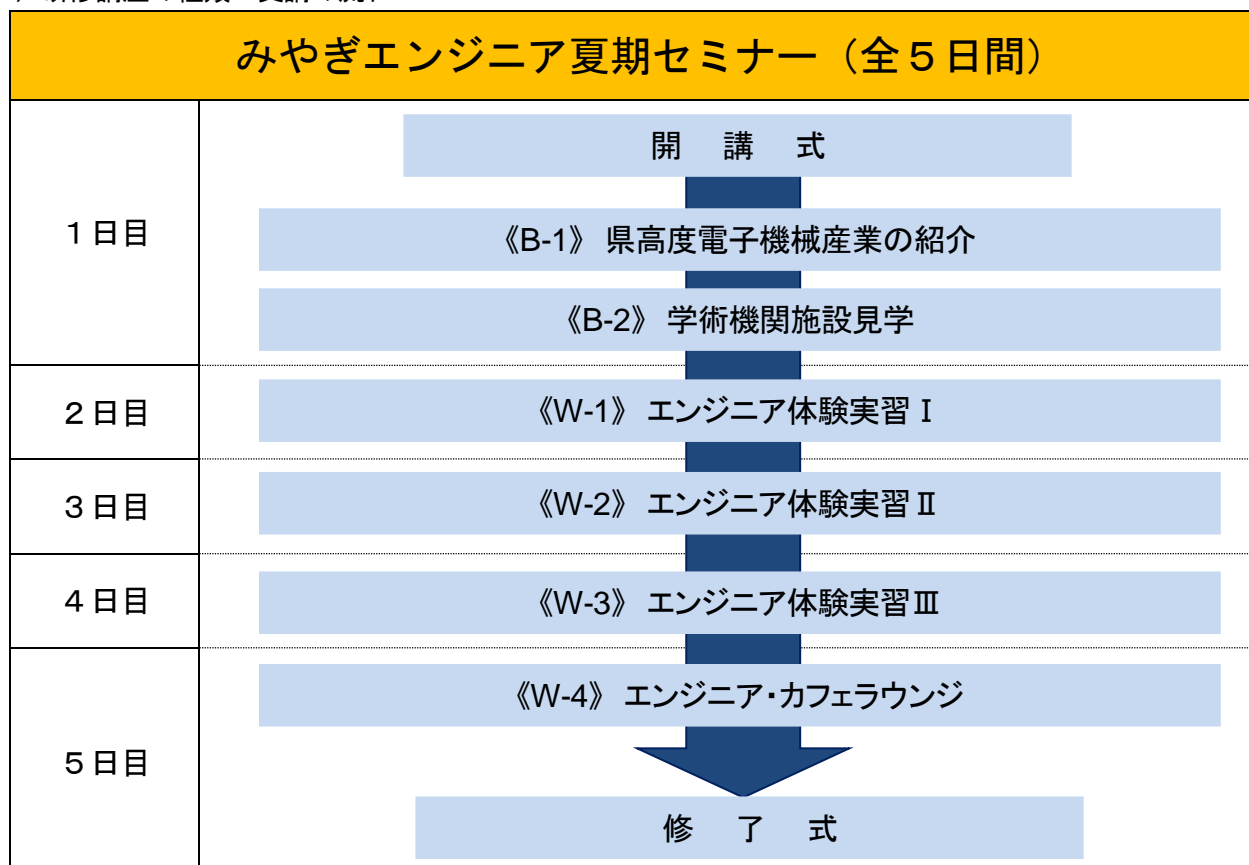 みやぎエンジニア夏期セミナー（全５日間）
１日目
開　講　式
《B-1》 県高度電子機械産業の紹介
《B-2》 学術機関施設見学
２日目
《W-1》 エンジニア体験実習Ⅰ
３日目
《W-2》 エンジニア体験実習Ⅱ
４日目
《W-3》 エンジニア体験実習Ⅲ
５日目
《W-4》 エンジニア・カフェラウンジ
修　了　式